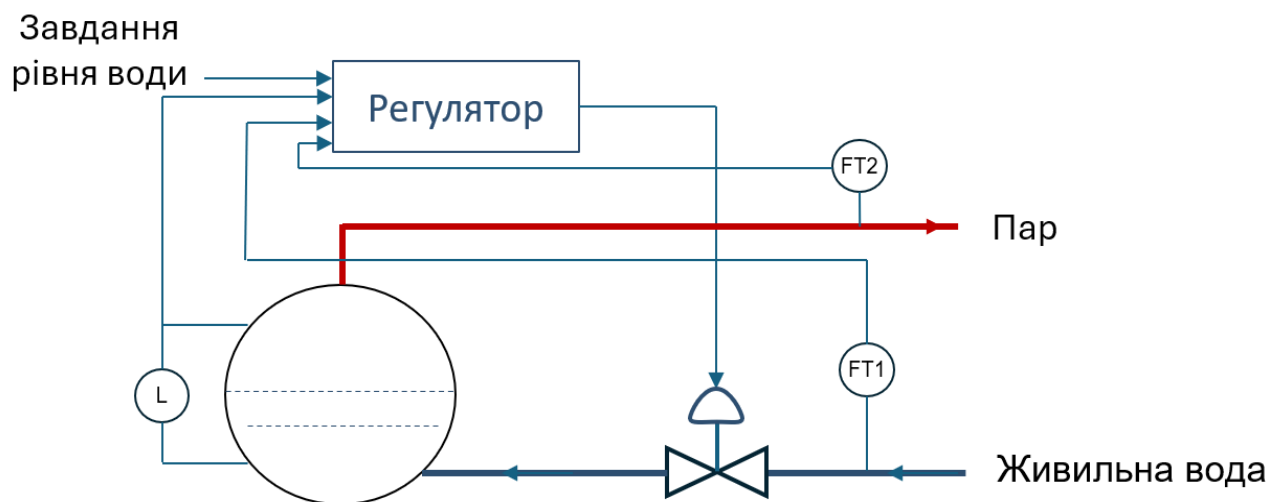 Завдання
рівня води
Регулятор
FT2
Пар
FT1
L
Живильна вода